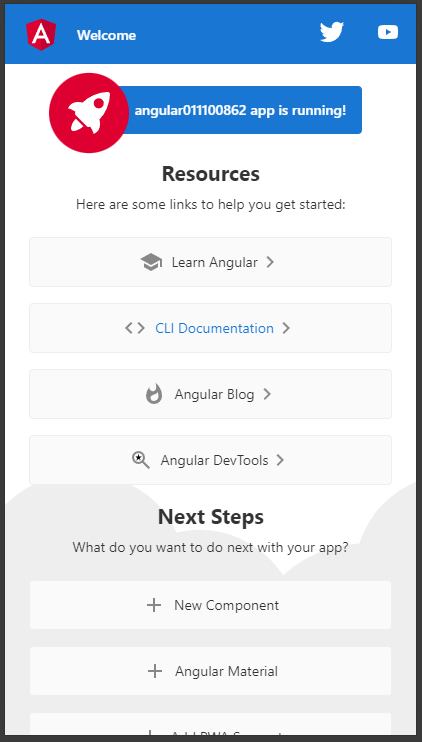 Welcome
angular011100862 app is running!
Resources
Here are some links to help you get started:
Learn Angular
CLI Documentation
Angular Blog
Angular DevTools
Next Steps
What do you want to do next with your app?
New Component
Angular Material